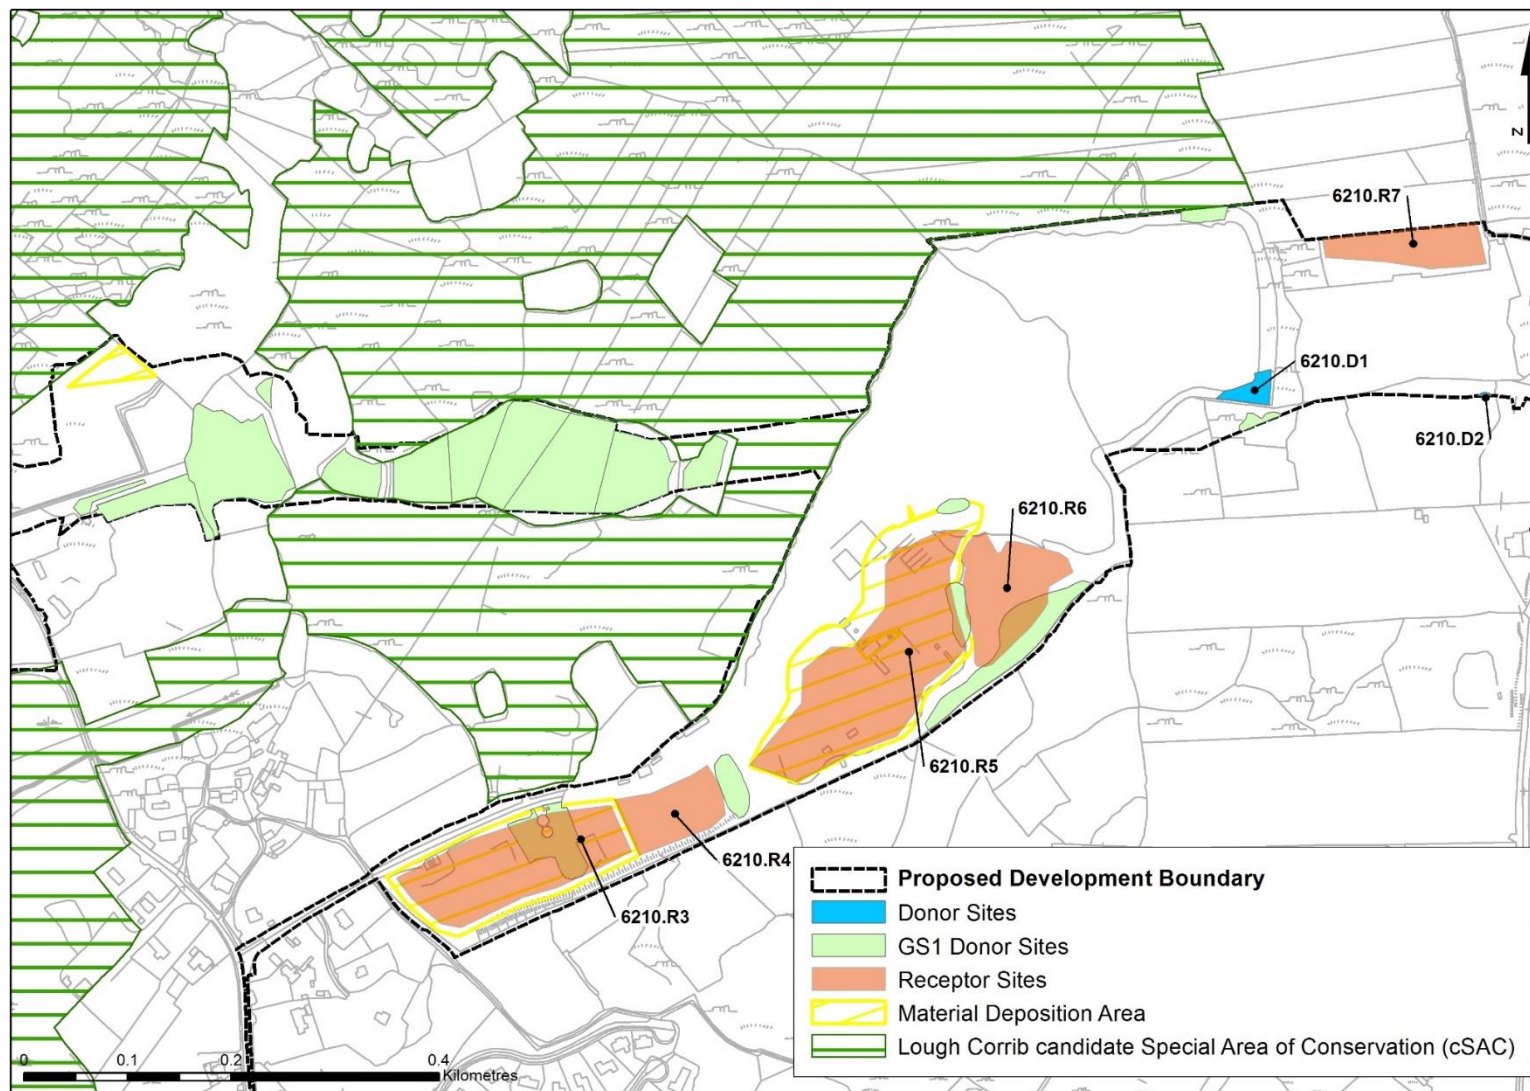 N
6210.R7
6210.D1
6210.D2
6210.R6
6210.R5
6210.R4
6210.R3
Proposed Development Boundary
Donor Sites
GS1 Donor Sites
Receptor Sites
Material Deposition Area
Lough Corrib candidate Special Area of Conservation (cSAC)
0 0.1 0.2 0.4
Kilometres